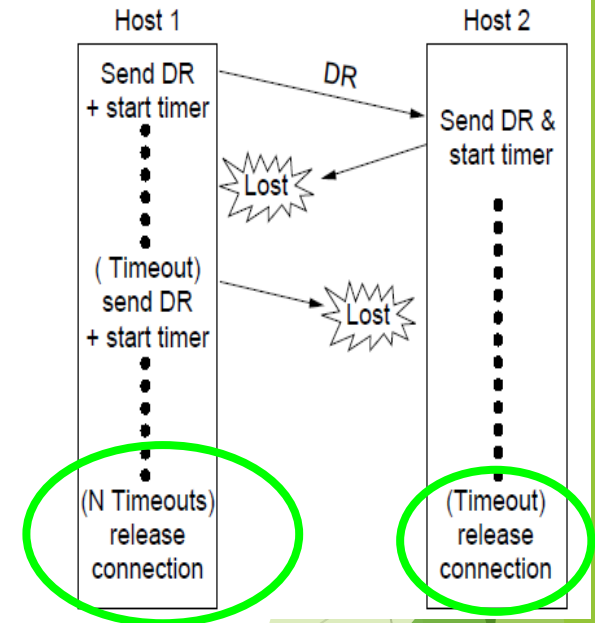 Host 1
Host 2
Send DR
+ start timer
DR
Send DR &
start timer
Lost
( Timeout)
send DR
+ start timer
Lost
(N Timeouts)
release
connection
(Timeout)
release
connection